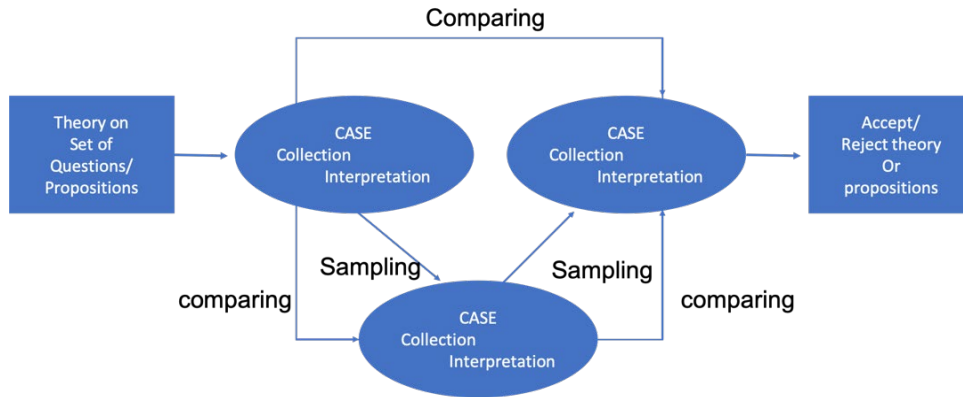 Comparing
Theory on
Set of
Questions/
Propositions
CASE
Collection
Interpretation
CASE
Collection
Interpretation
Accept/
Reject theory
Or
propositions
Sampling
Sampling
comparing
comparing
CASE
Collection
Interpretation